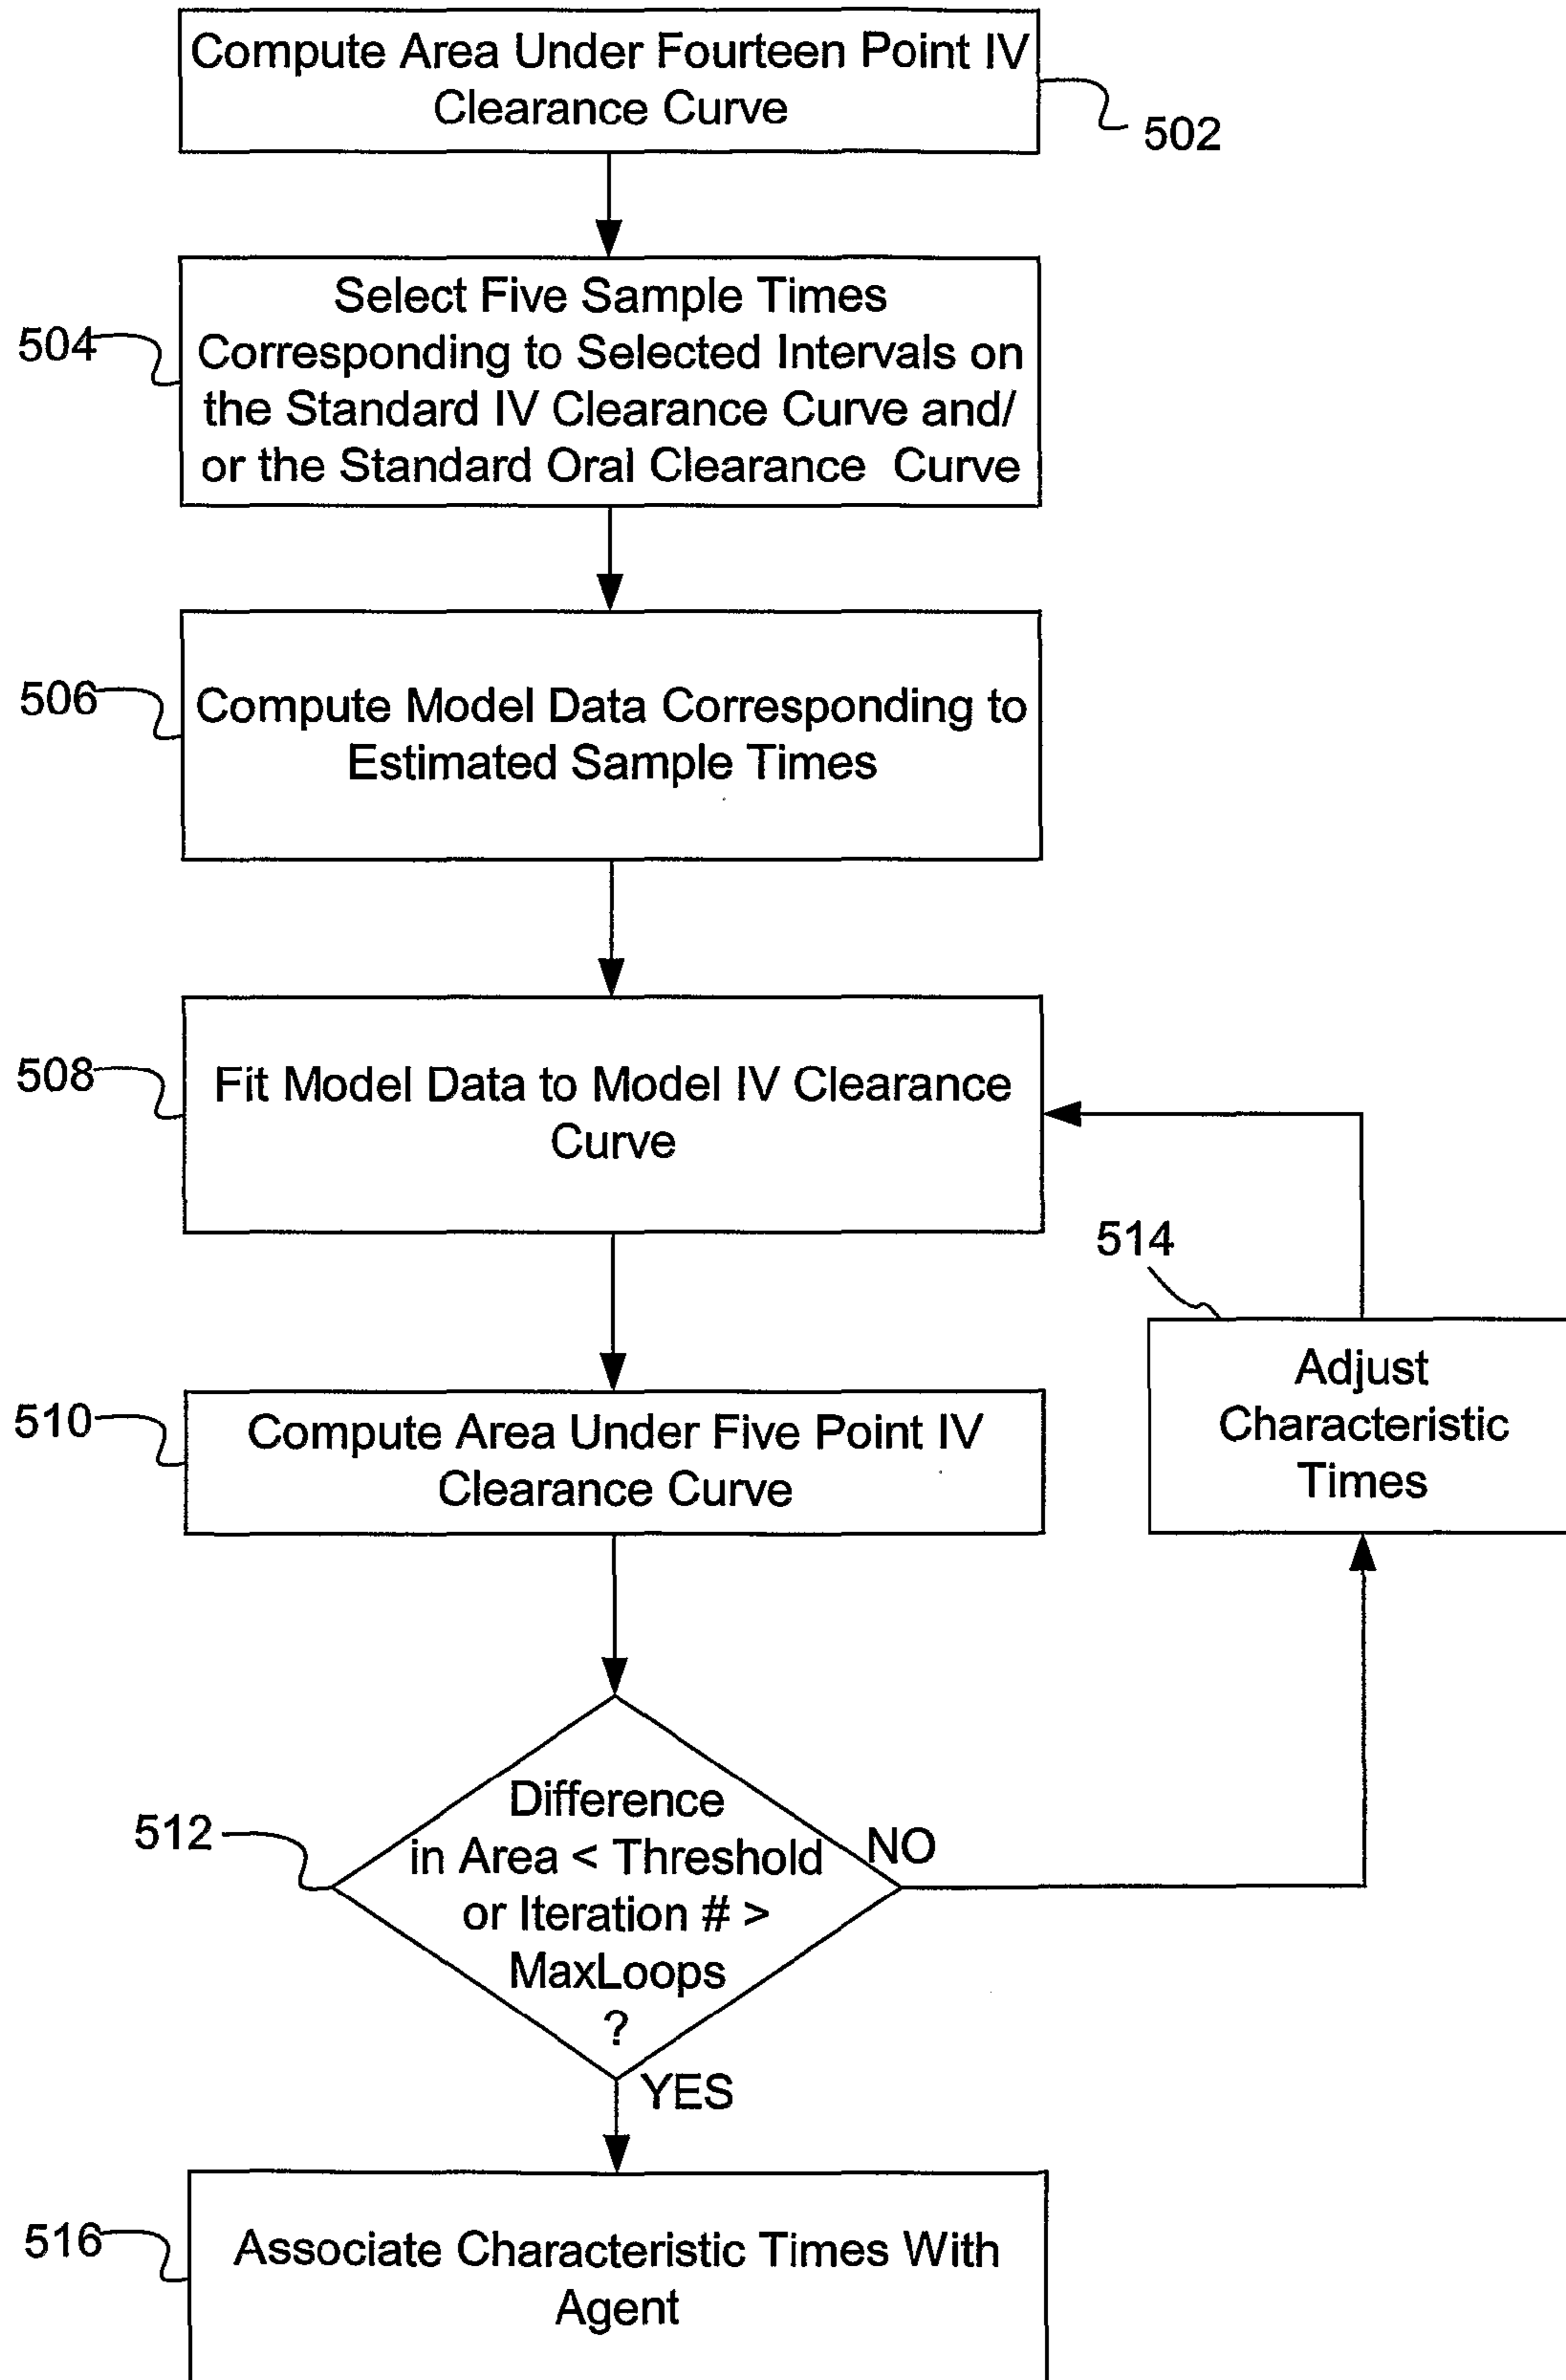 Compute Area Under Fourteen Point IV
Clearance Curve
502
Select Five Sample Times
Corresponding to Selected Intervals on
the Standard IV Clearance Curve and/
or the Standard Oral Clearance Curve
504
506
Compute Model Data Corresponding to
Estimated Sample Times
508
Fit Model Data to Model IV Clearance
Curve
514
Adjust
Characteristic
Times
510
Compute Area Under Five Point IV
Clearance Curve
512
Difference
in Area < Threshold
or Iteration # >
MaxLoops
?
NO
YES
516
Associate Characteristic Times With
Agent